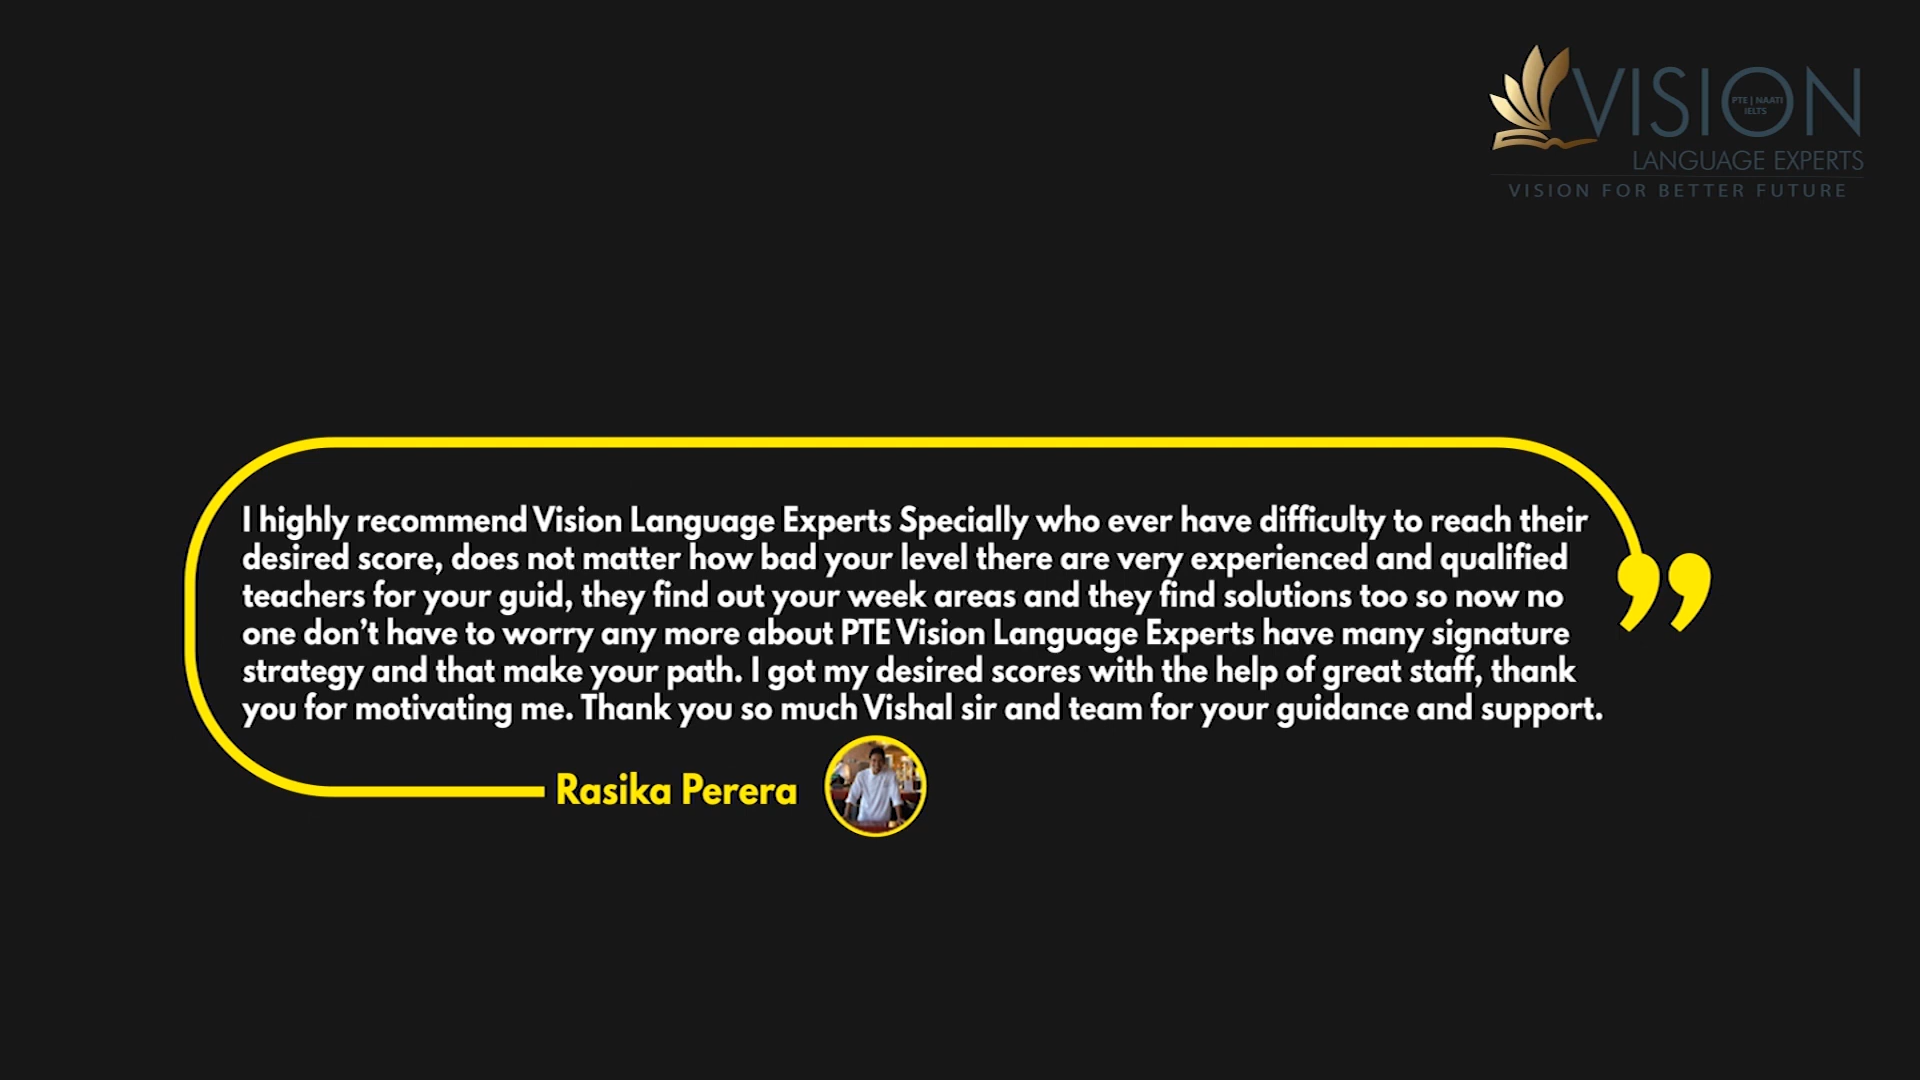 VISION
PTE | NAATI
IELTS
LANGUAGE EXPERTS
VISION FOR BETTER FUTURE
I highly recommend Vision Language Experts Specially who ever have difficulty to reach their
desired score, does not matter how bad your level there are very experienced and qualified
teachers for your guid, they find out your week areas and they find solutions too so now no
one don’t have to worry any more about PTE Vision Language Experts have many signature
strategy and that make your path. I got my desired scores with the help of great staff, thank
you for motivating me. Thank you so much Vishal sir and team for your guidance and support.
”
Rasika Perera